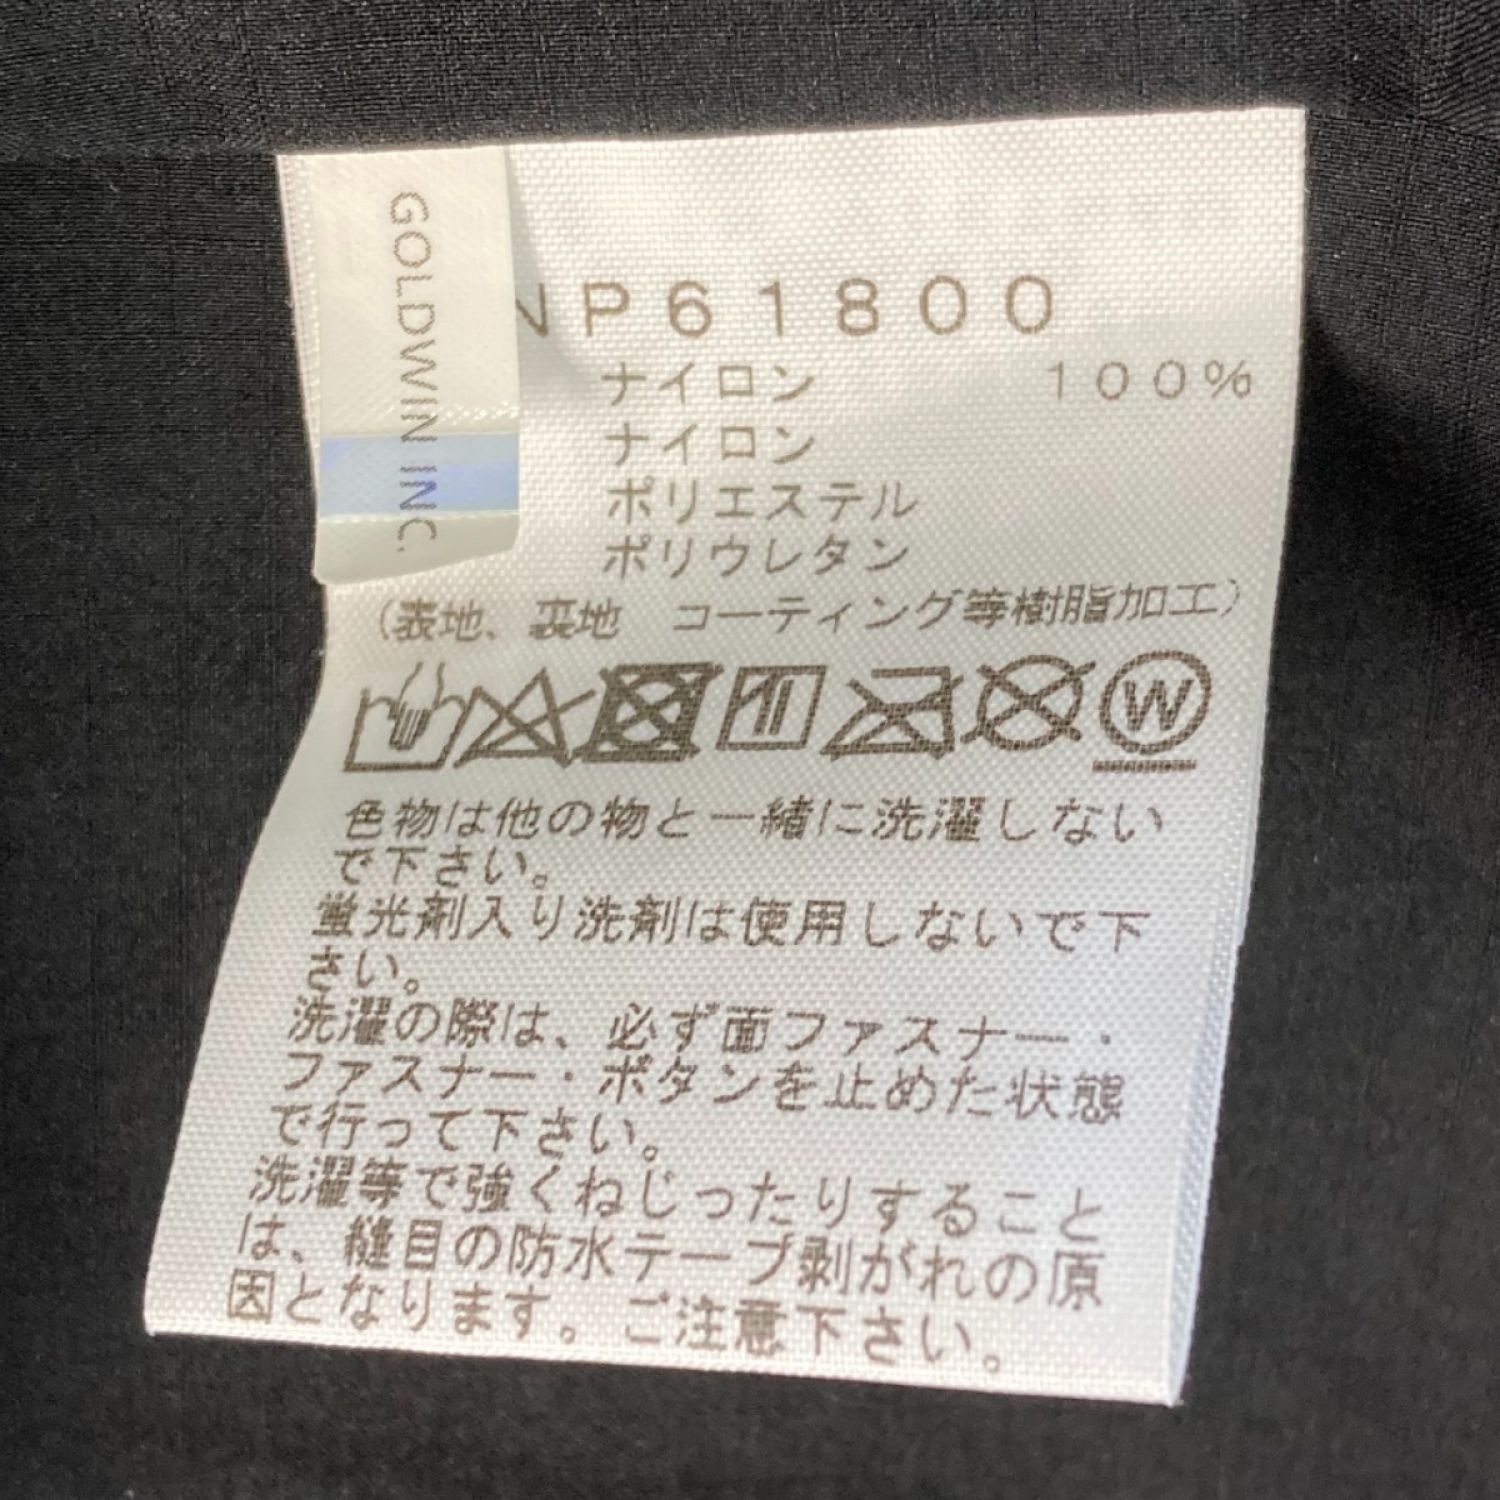 GOLDWIN INC.
NP61800
ナイロン 100%
ナイロン
ポリエステル
ポリウレタン
(表地、裏地 コーティング等樹脂加工)
W
色物は他の物と一緒に洗濯しない
で下さい。
蛍光剤入り洗剤は使用しないで下
さい。
洗濯の際は、必ず面ファスナー・
ファスナー・ボタンを止めた状態
で行って下さい。
洗濯等で強くねじったりすること
は、縫目の防水テープ剥がれの原
因となります。ご注意下さい。